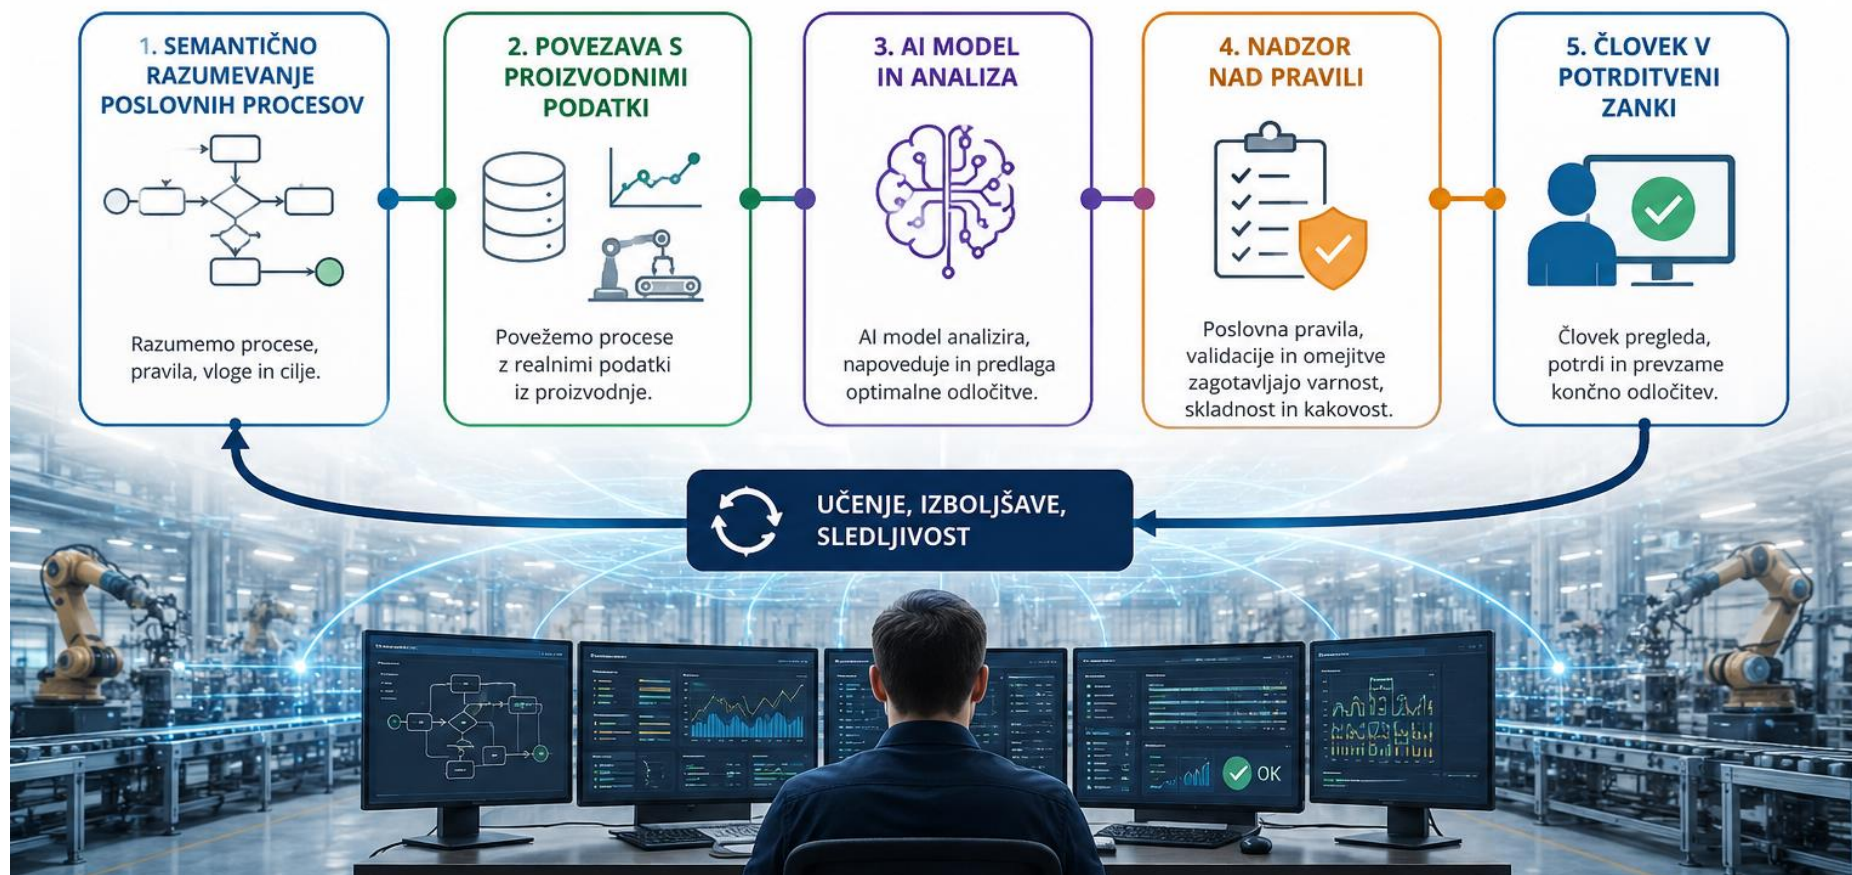 1. SEMANTIČNO
RAZUMEVANJE
POSLOVNIH PROCESOV
Razumemo procese,
pravila, vloge in cilje.
2. POVEZAVA S
PROIZVODNIMI
PODATKI
Povežemo procese
z realnimi podatki
iz proizvodnje.
3. AI MODEL
IN ANALIZA
AI model analizira,
napoveduje in predlaga
optimalne odločitve.
4. NADZOR
NAD PRAVILI
Poslovna pravila,
validacije in omejitve
zagotavljajo varnost,
skladnost in kakovost.
5. ČLOVEK V
POTRDITVENI
ZANKI
Človek pregleda,
potrdi in prevzame
končno odločitev.
UČENJE, IZBOLJŠAVE,
SLEDLJIVOST
OK